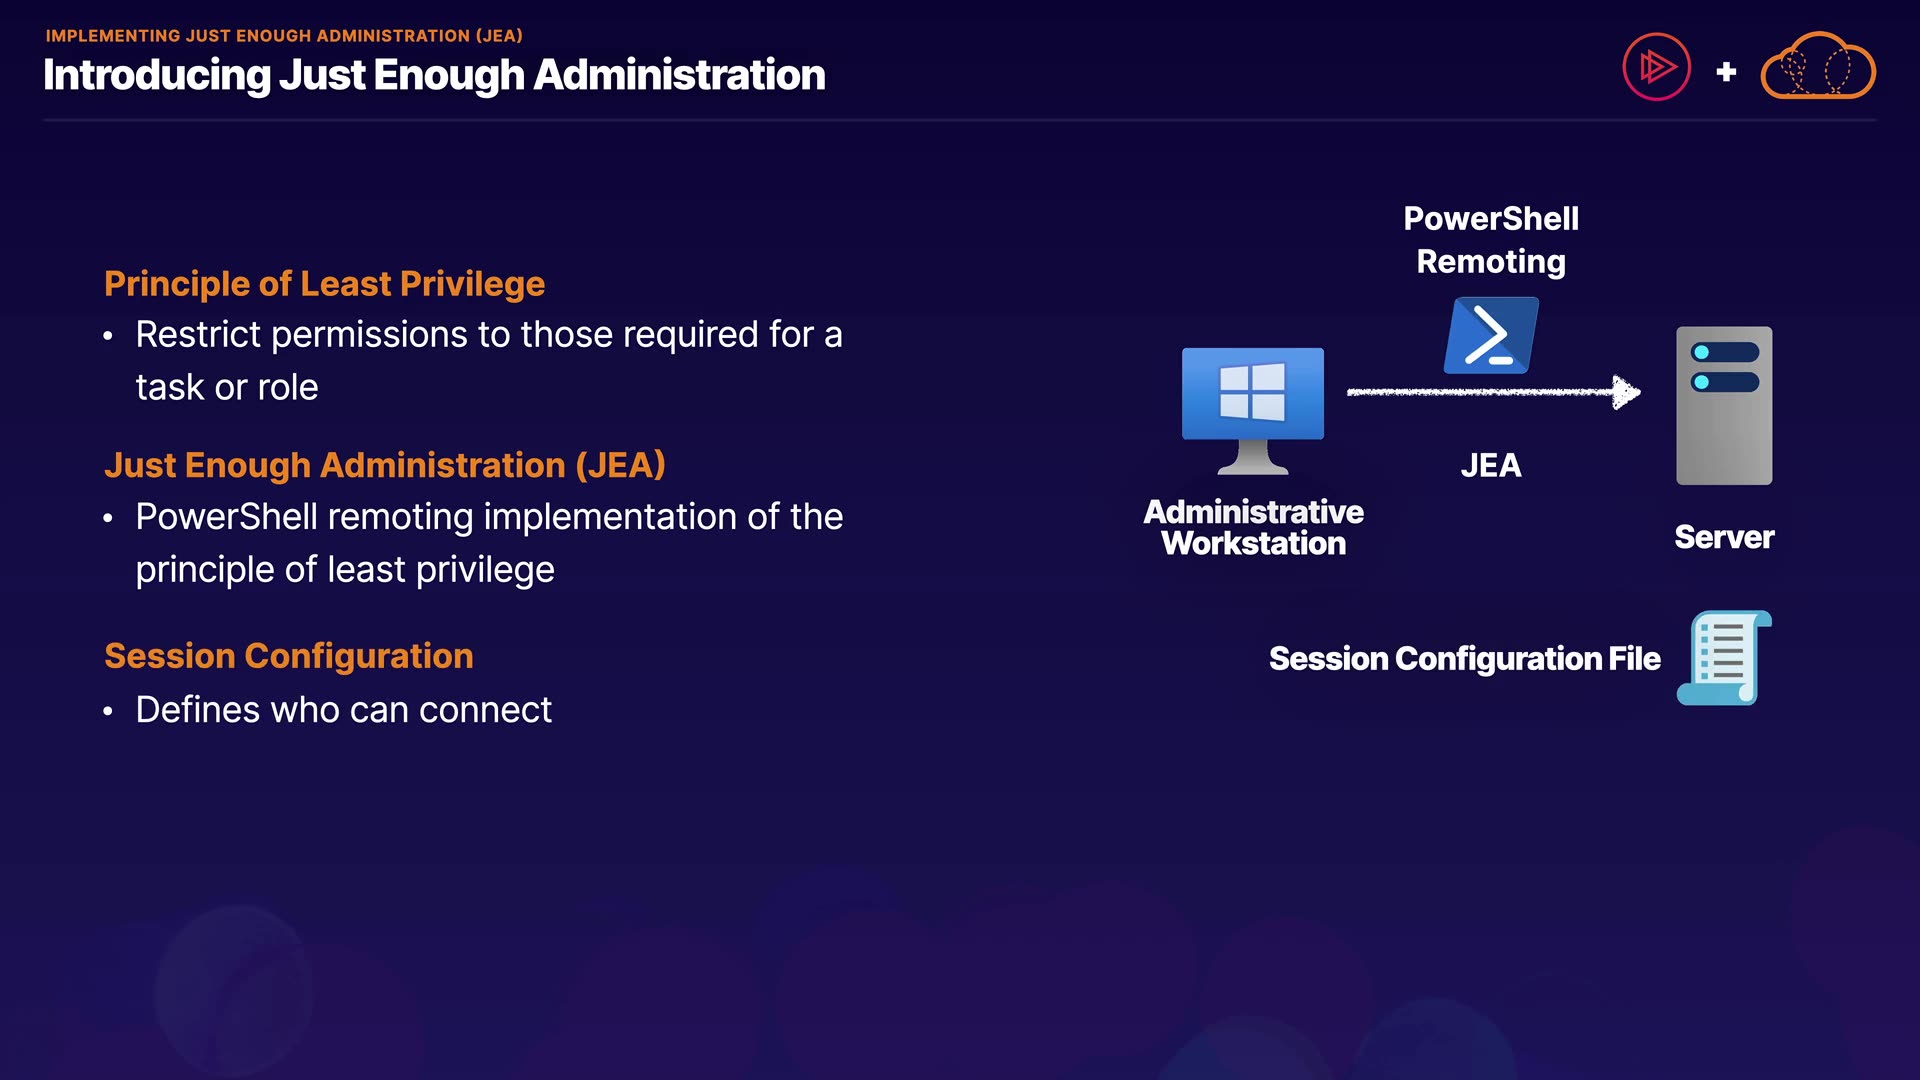 IMPLEMENTING JUST ENOUGH ADMINISTRATION (JEA)
Introducing Just Enough Administration
Principle of Least Privilege
• Restrict permissions to those required for a
task or role
Just Enough Administration (JEA)
• PowerShell remoting implementation of the
principle of least privilege
Session Configuration
• Defines who can connect
PowerShell
Remoting
JEA
Administrative
Workstation
Server
Session Configuration File